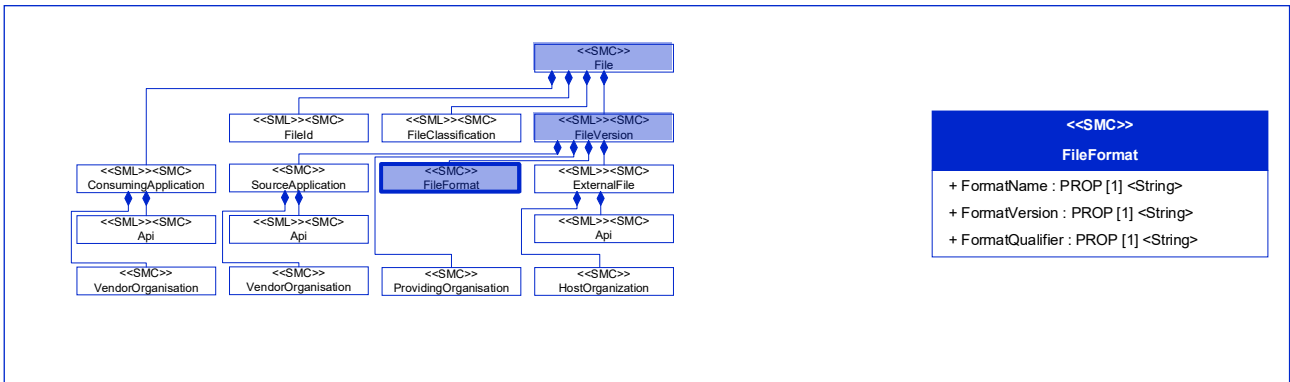 <<SMC>>
File
<<SML>><SMC>
FileId
<<SML>><SMC>
FileClassification
<<SML>><SMC>
FileVersion
<<SML>><SMC>
ConsumingApplication
<<SMC>>
SourceApplication
<<SMC>>
FileFormat
<<SML>><SMC>
ExternalFile
<<SML>><SMC>
Api
<<SML>><SMC>
Api
<<SML>><SMC>
Api
<<SMC>>
VendorOrganisation
<<SMC>>
VendorOrganisation
<<SMC>>
ProvidingOrganisation
<<SMC>>
HostOrganization
<<SMC>>
FileFormat
+ FormatName : PROP [1] <String>
+ FormatVersion : PROP [1] <String>
+ FormatQualifier : PROP [1] <String>